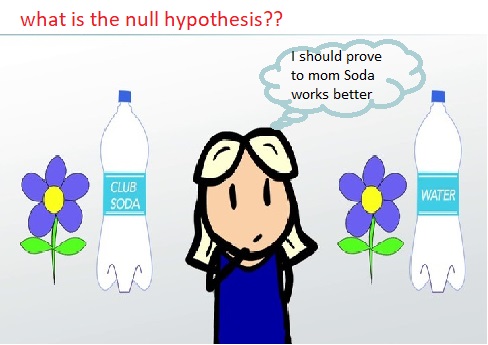 what is the null hypothesis??
I should prove
to mom Soda
works better
CLUB
SODA
WATER